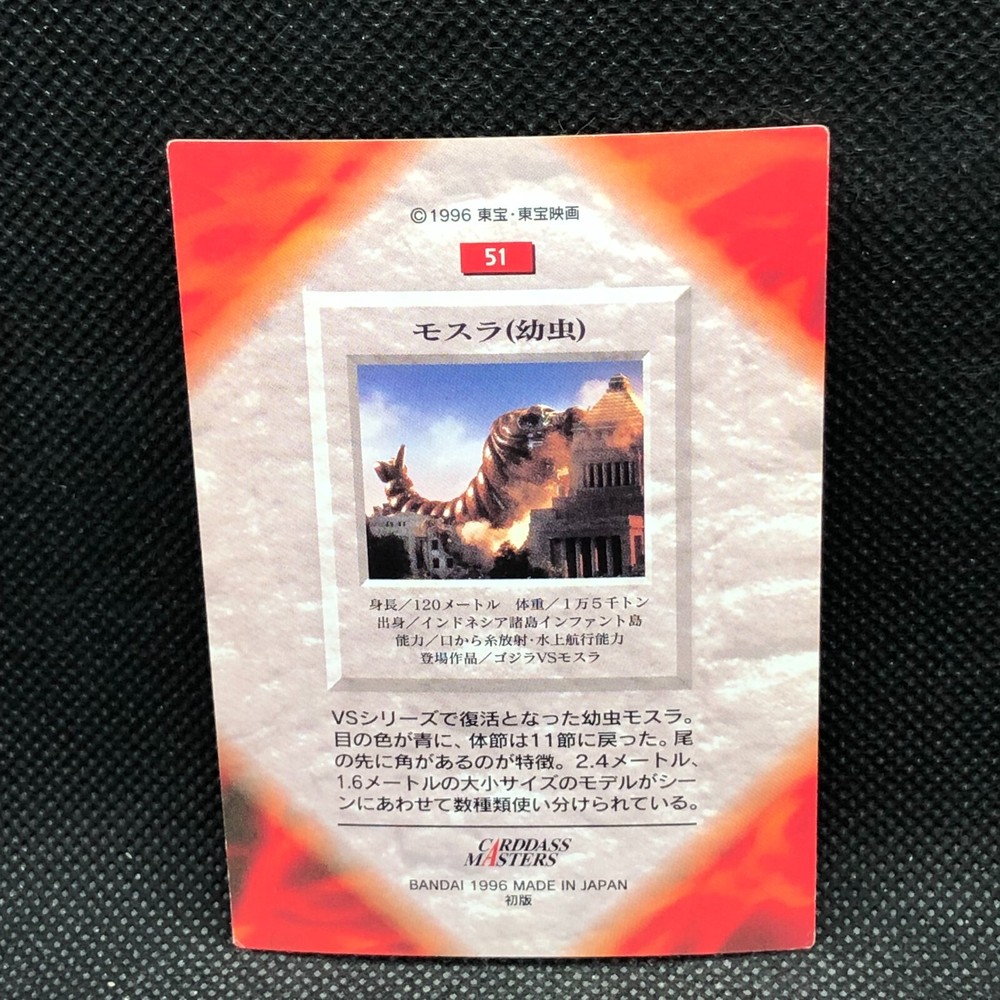 ©1996 東宝・東宝映画
51
モスラ(幼虫)
身長／120メートル　体重／1万5千トン
出身／インドネシア諸島インファント島
能力／口から糸放射・水上航行能力
登場作品／ゴジラVSモスラ
VSシリーズで復活となった幼虫モスラ。
目の色が青に、体節は11節に戻った。尾
の先に角があるのが特徴。2.4メートル、
1.6メートルの大小サイズのモデルがシー
ンにあわせて数種類使い分けられている。
CARDDASS
MASTERS
BANDAI 1996 MADE IN JAPAN
初版